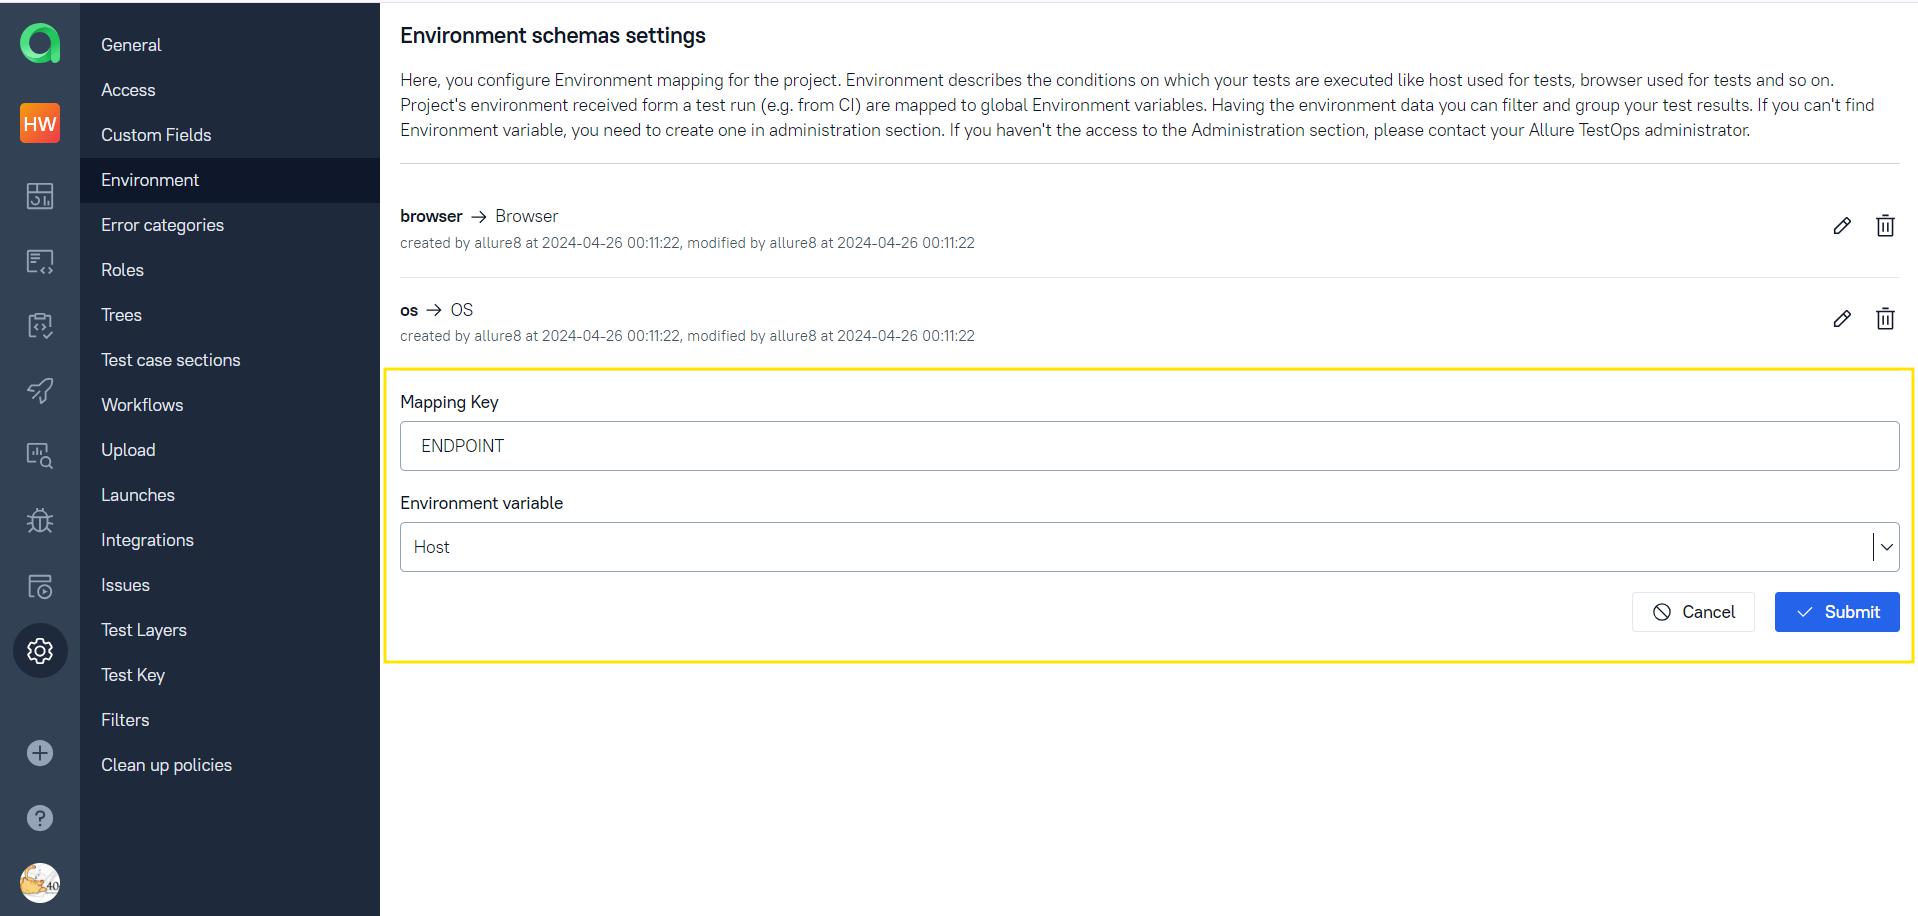 HW
General
Access
Custom Fields
Environment
Error categories
Roles
Trees
Test case sections
Workflows
Upload
Launches
Integrations
Issues
Test Layers
Test Key
Filters
Clean up policies
40
Environment schemas settings
Here, you configure Environment mapping for the project. Environment describes the conditions on which your tests are executed like host used for tests, browser used for tests and so on.
Project's environment received form a test run (e.g. from CI) are mapped to global Environment variables. Having the environment data you can filter and group your test results. If you can't find
Environment variable, you need to create one in administration section. If you haven't the access to the Administration section, please contact your Allure TestOps administrator.
browser → Browser
created by allure8 at 2024-04-26 00:11:22, modified by allure8 at 2024-04-26 00:11:22
os → OS
created by allure8 at 2024-04-26 00:11:22, modified by allure8 at 2024-04-26 00:11:22
Mapping Key
ENDPOINT
Environment variable
Host
Cancel
Submit